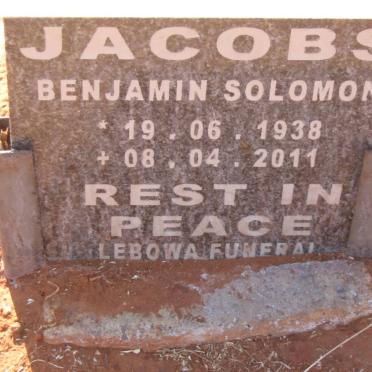 JACOBS
BENJAMIN SOLOMON
* 19 . 06 . 1938
+ 08 . 04 . 2011
REST IN
PEACE
LEBOWA FUNERAL